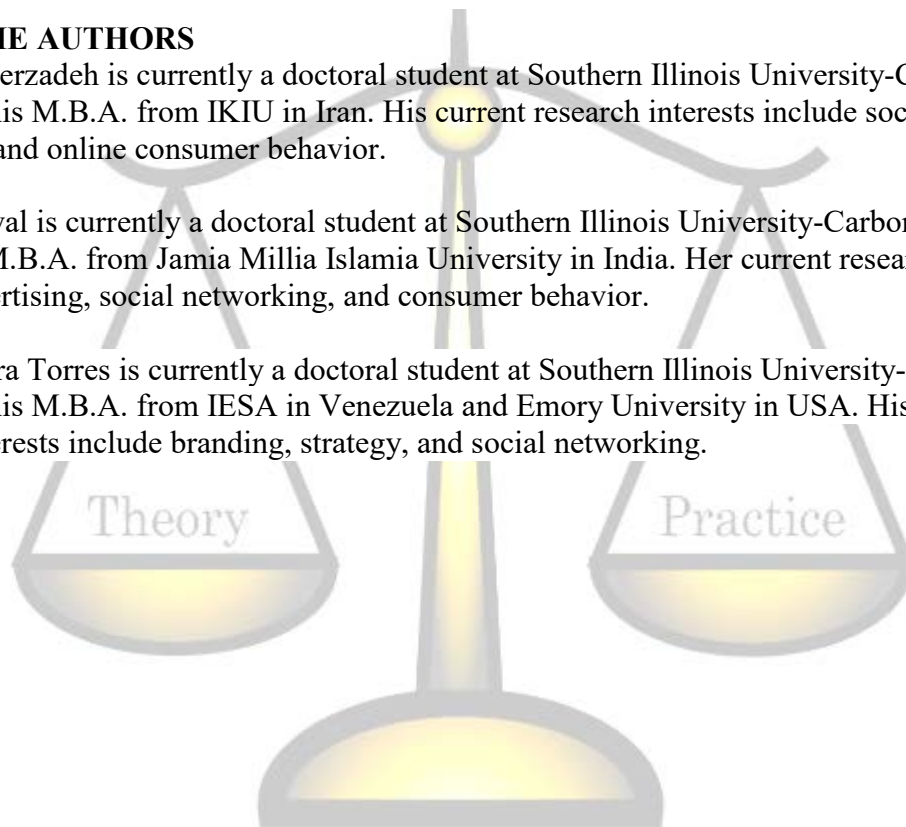 HE AUTHORS
erzadeh is currently a doctoral student at Southern Illinois University-C
his M.B.A. from IKIU in Iran. His current research interests include soc
and online consumer behavior.
val is currently a doctoral student at Southern Illinois University-Carbon
M.B.A. from Jamia Millia Islamia University in India. Her current resear
ertising, social networking, and consumer behavior.
ra Torres is currently a doctoral student at Southern Illinois University-
his M.B.A. from IESA in Venezuela and Emory University in USA. His
erests include branding, strategy, and social networking.
Theory Practice